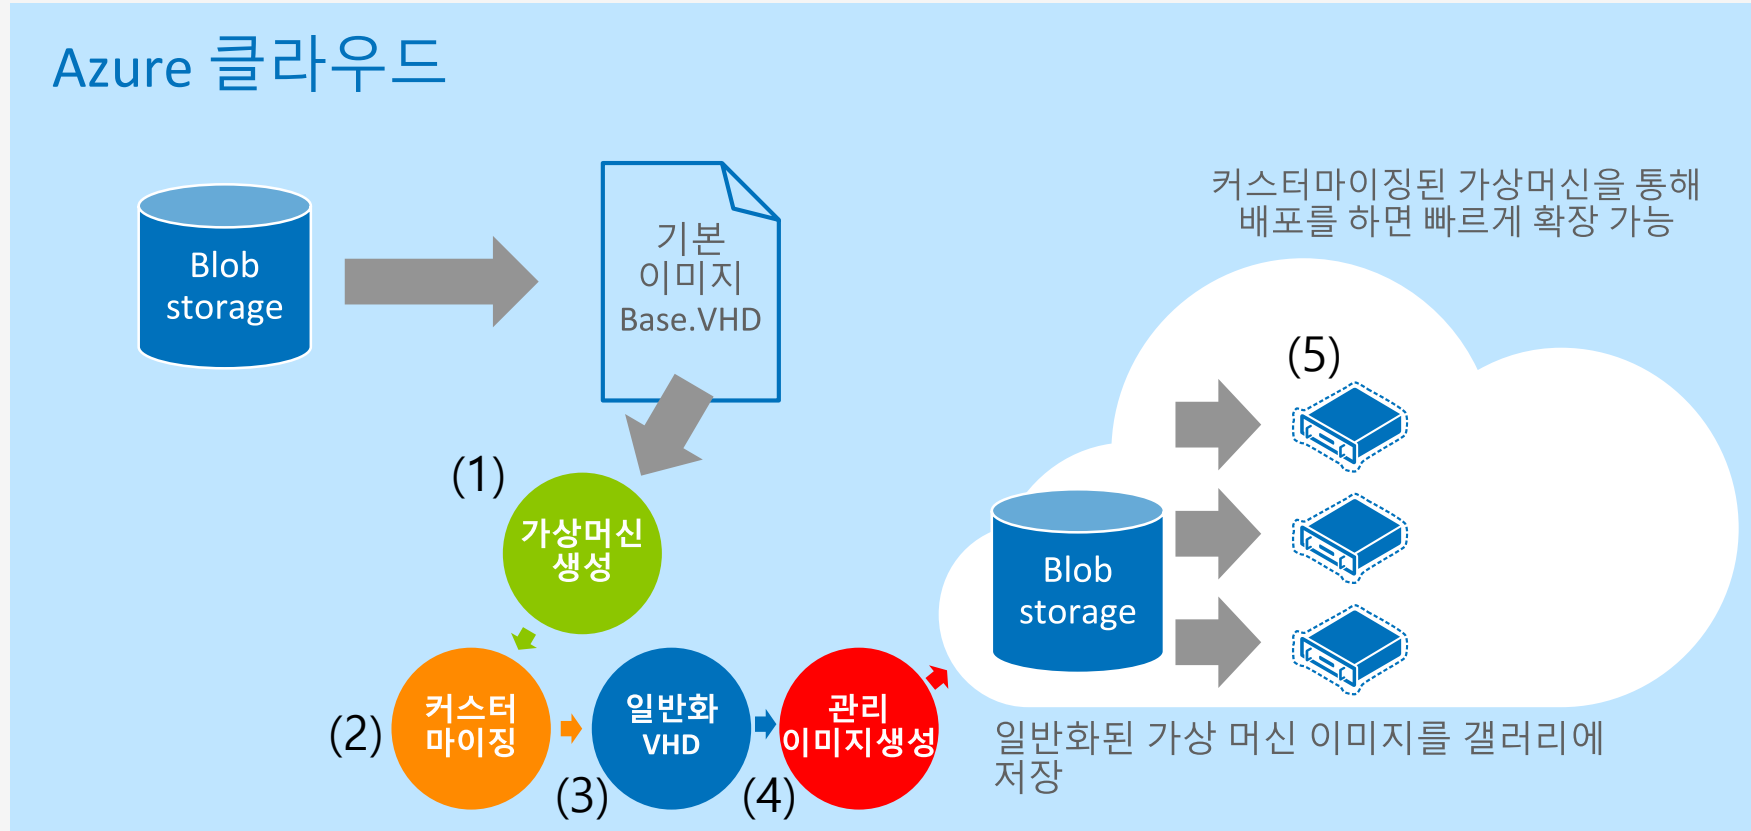 Azure 클라우드
Blob
storage
기본
이미지
Base.VHD
커스터마이징된 가상머신을 통해
배포를 하면 빠르게 확장 가능
(1)
가상머신
생성
(2)
커스터
마이징
(3)
일반화
VHD
(4)
관리
이미지생성
Blob
storage
(5)
일반화된 가상 머신 이미지를 갤러리에
저장